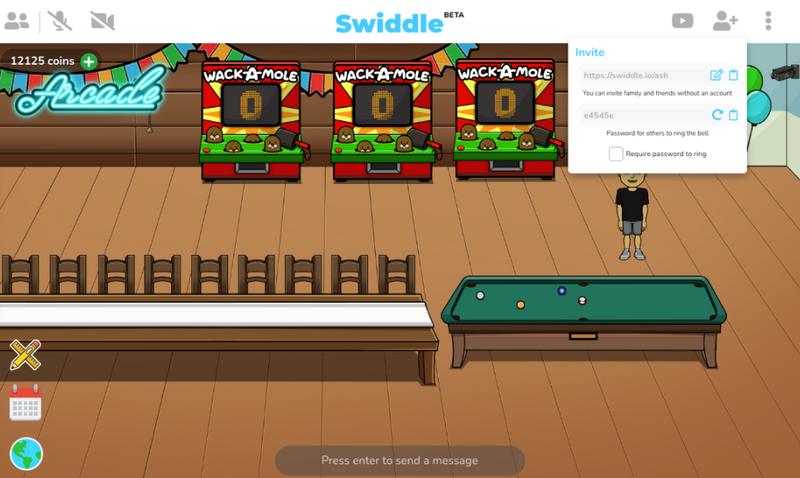 Swiddle BETA
12125 coins
Arcade
WACK-A-MOLE
0
WACK-A-MOLE
0
WACK-A-MOLE
0
Invite
https://swiddle.io/ash
You can invite family and friends without an account
e4545e
Password for others to ring the bell
Require password to ring
Press enter to send a message